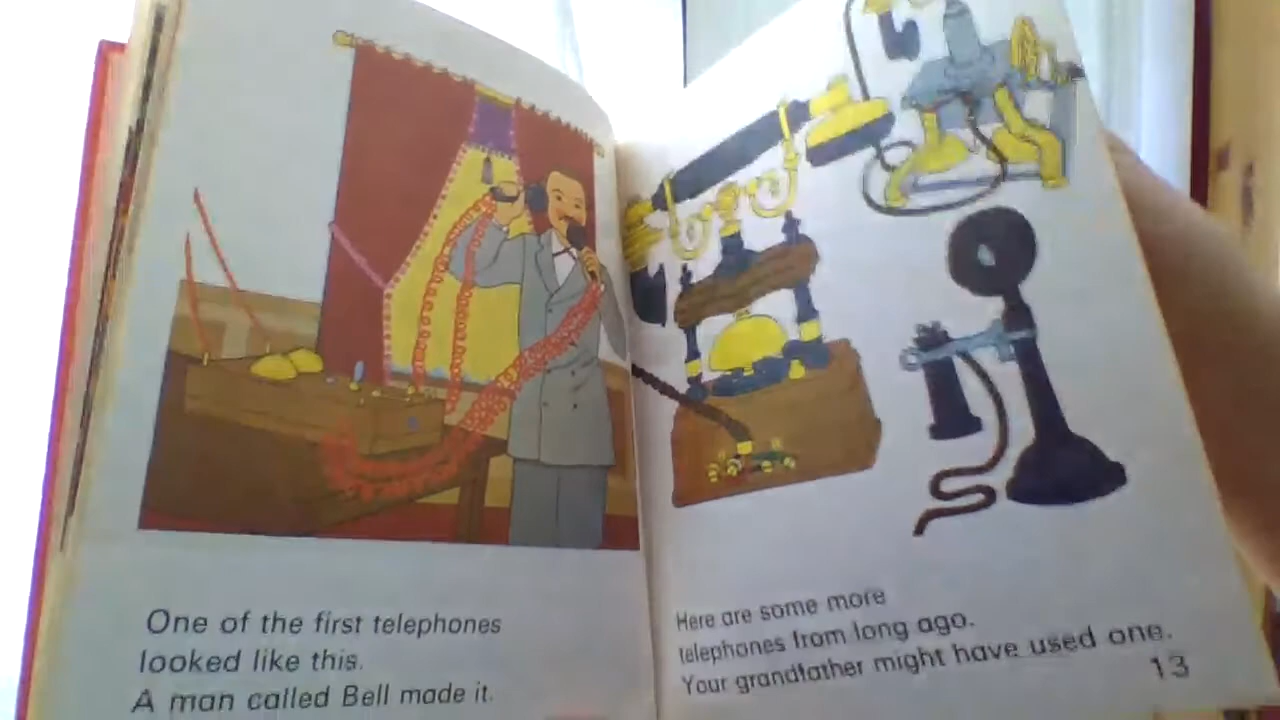 One of the first telephones
looked like this.
A man called Bell made it.
Here are some more
telephones from long ago.
Your grandfather might have used one.
13